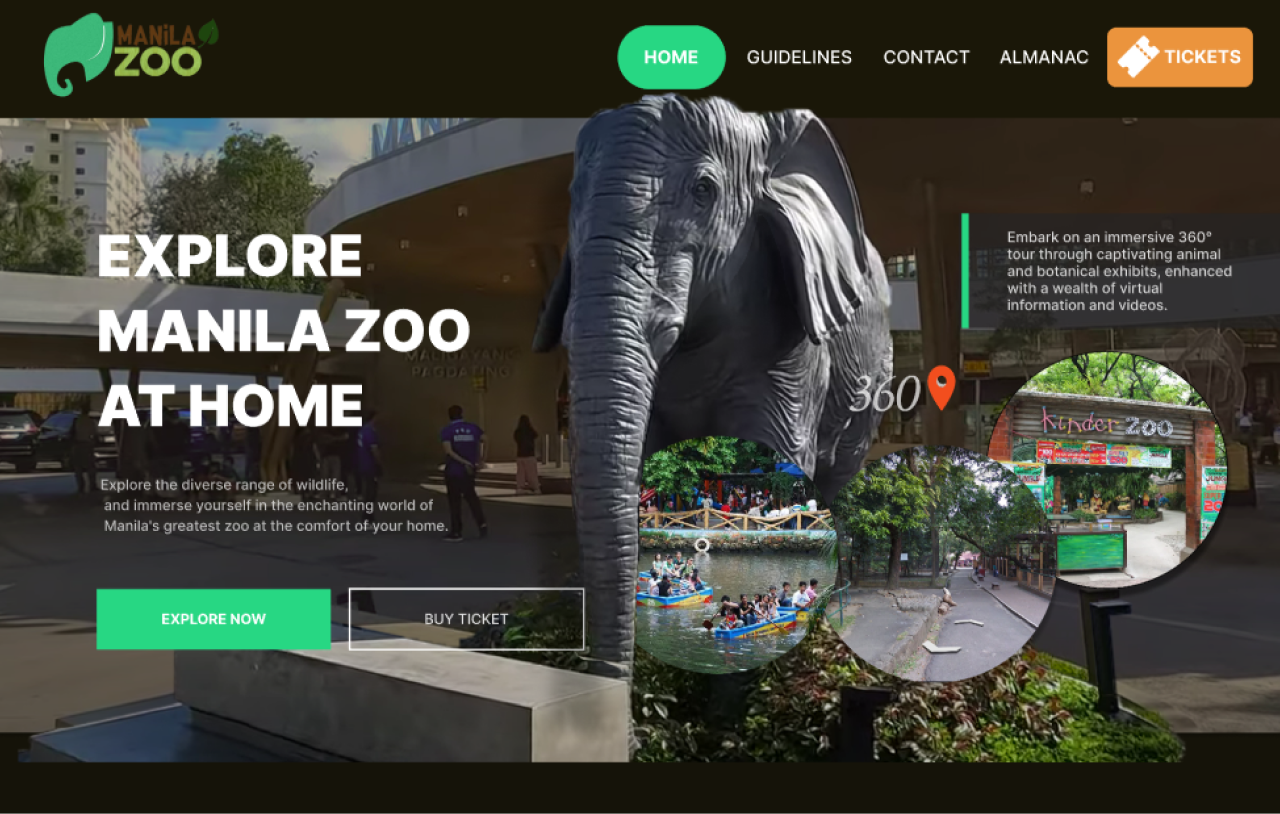 MANiLA
ZOO
HOME
GUIDELINES
CONTACT
ALMANAC
TICKETS
MAN
EXPLORE
MANILA ZOO
AT HOME
MALIGAYANG
PAGDATING
Embark on an immersive 360°
tour through captivating animal
and botanical exhibits, enhanced
with a wealth of virtual
information and videos.
360
Kinder ZOO
Explore the diverse range of wildlife,
and immerse yourself in the enchanting world of
Manila's greatest zoo at the comfort of your home.
EXPLORE NOW
BUY TICKET